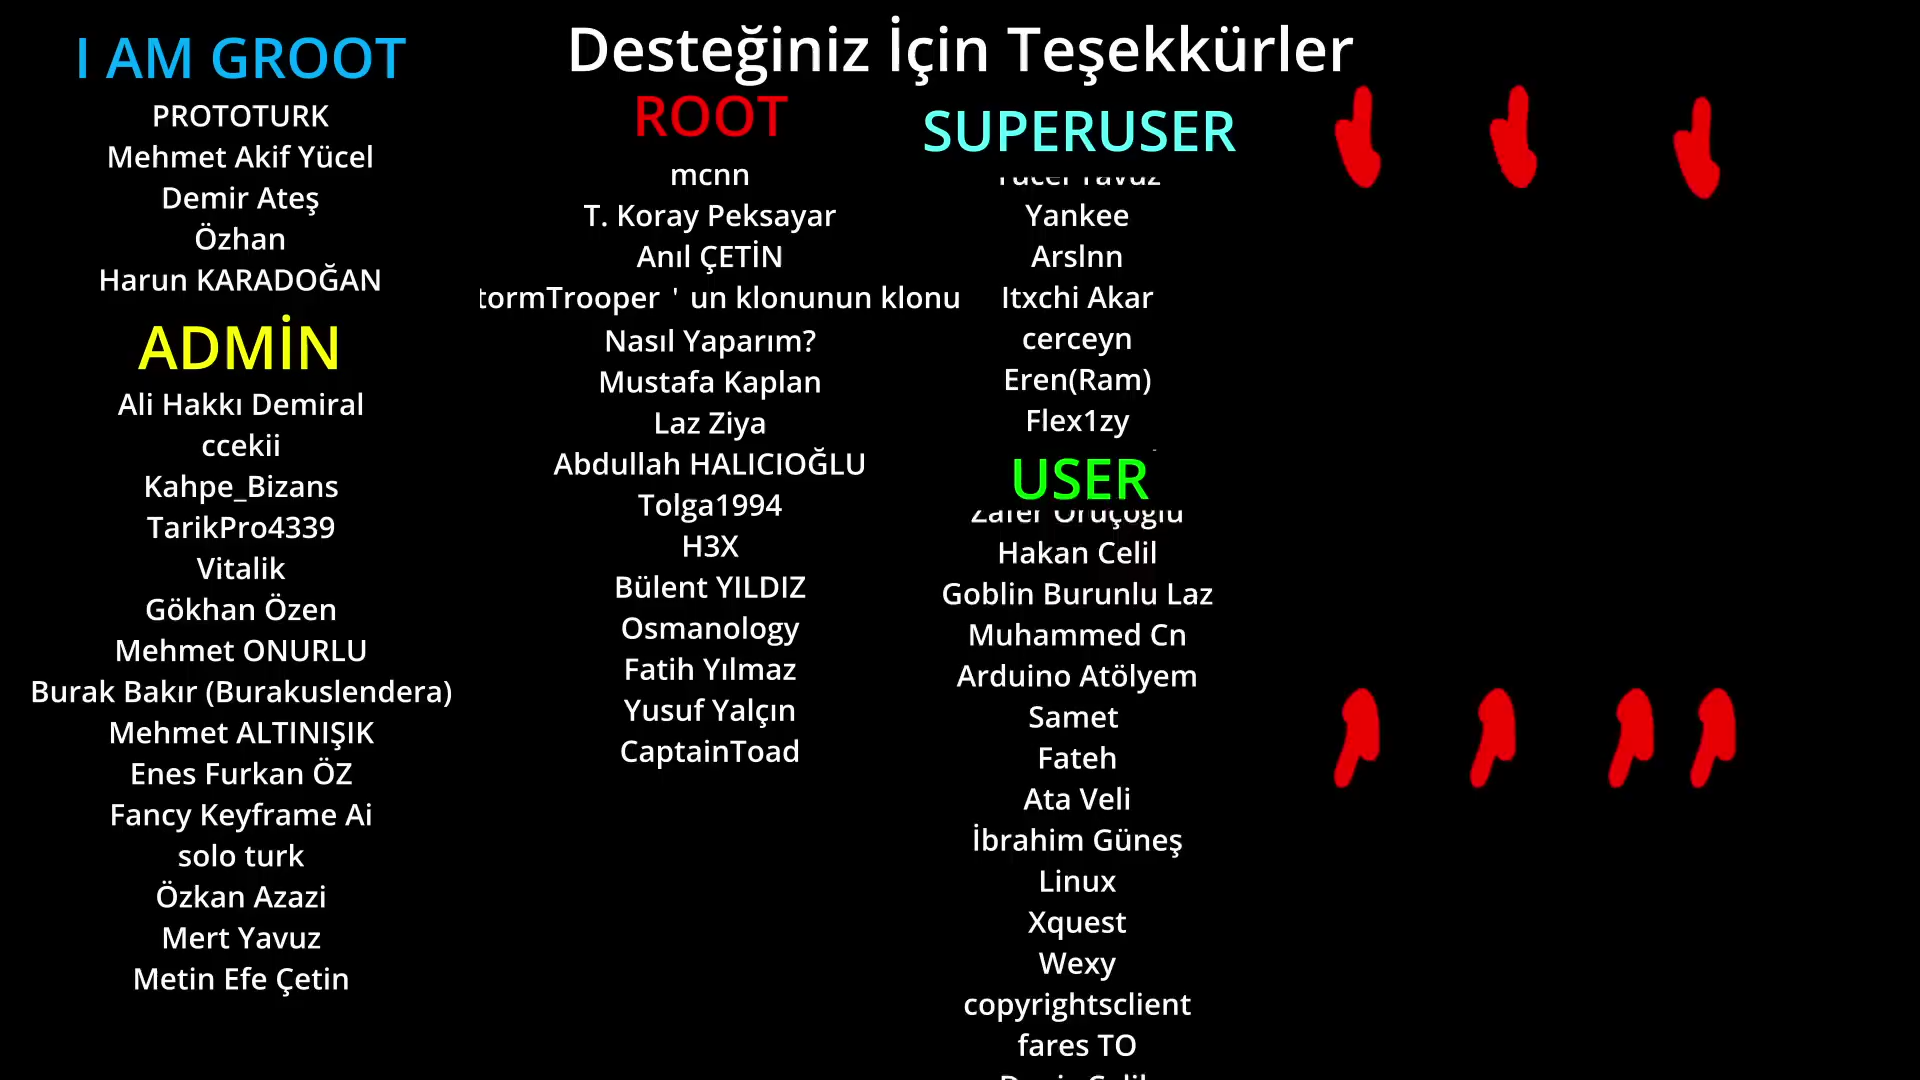 Desteğiniz İçin Teşekkürler
I AM GROOT
PROTOTURK
Mehmet Akif Yücel
Demir Ateş
Özhan
Harun KARADOĞAN
ADMİN
Ali Hakkı Demiral
ccekii
Kahpe_Bizans
TarikPro4339
Vitalik
Gökhan Özen
Mehmet ONURLU
Burak Bakır (Burakuslendera)
Mehmet ALTINIŞIK
Enes Furkan ÖZ
Fancy Keyframe Ai
solo turk
Özkan Azazi
Mert Yavuz
Metin Efe Çetin
ROOT
mcnn
T. Koray Peksayar
Anıl ÇETİN
tormTrooper ' un klonunun klonu
Nasıl Yaparım?
Mustafa Kaplan
Laz Ziya
Abdullah HALICIOĞLU
Tolga1994
H3X
Bülent YILDIZ
Osmanology
Fatih Yılmaz
Yusuf Yalçın
CaptainToad
SUPERUSER
Yücel Yavuz
Yankee
Arslnn
Itxchi Akar
cerceyn
Eren(Ram)
Flex1zy
USER
Zafer Oruçoğlu
Hakan Celil
Goblin Burunlu Laz
Muhammed Cn
Arduino Atölyem
Samet
Fateh
Ata Veli
İbrahim Güneş
Linux
Xquest
Wexy
copyrightsclient
fares TO